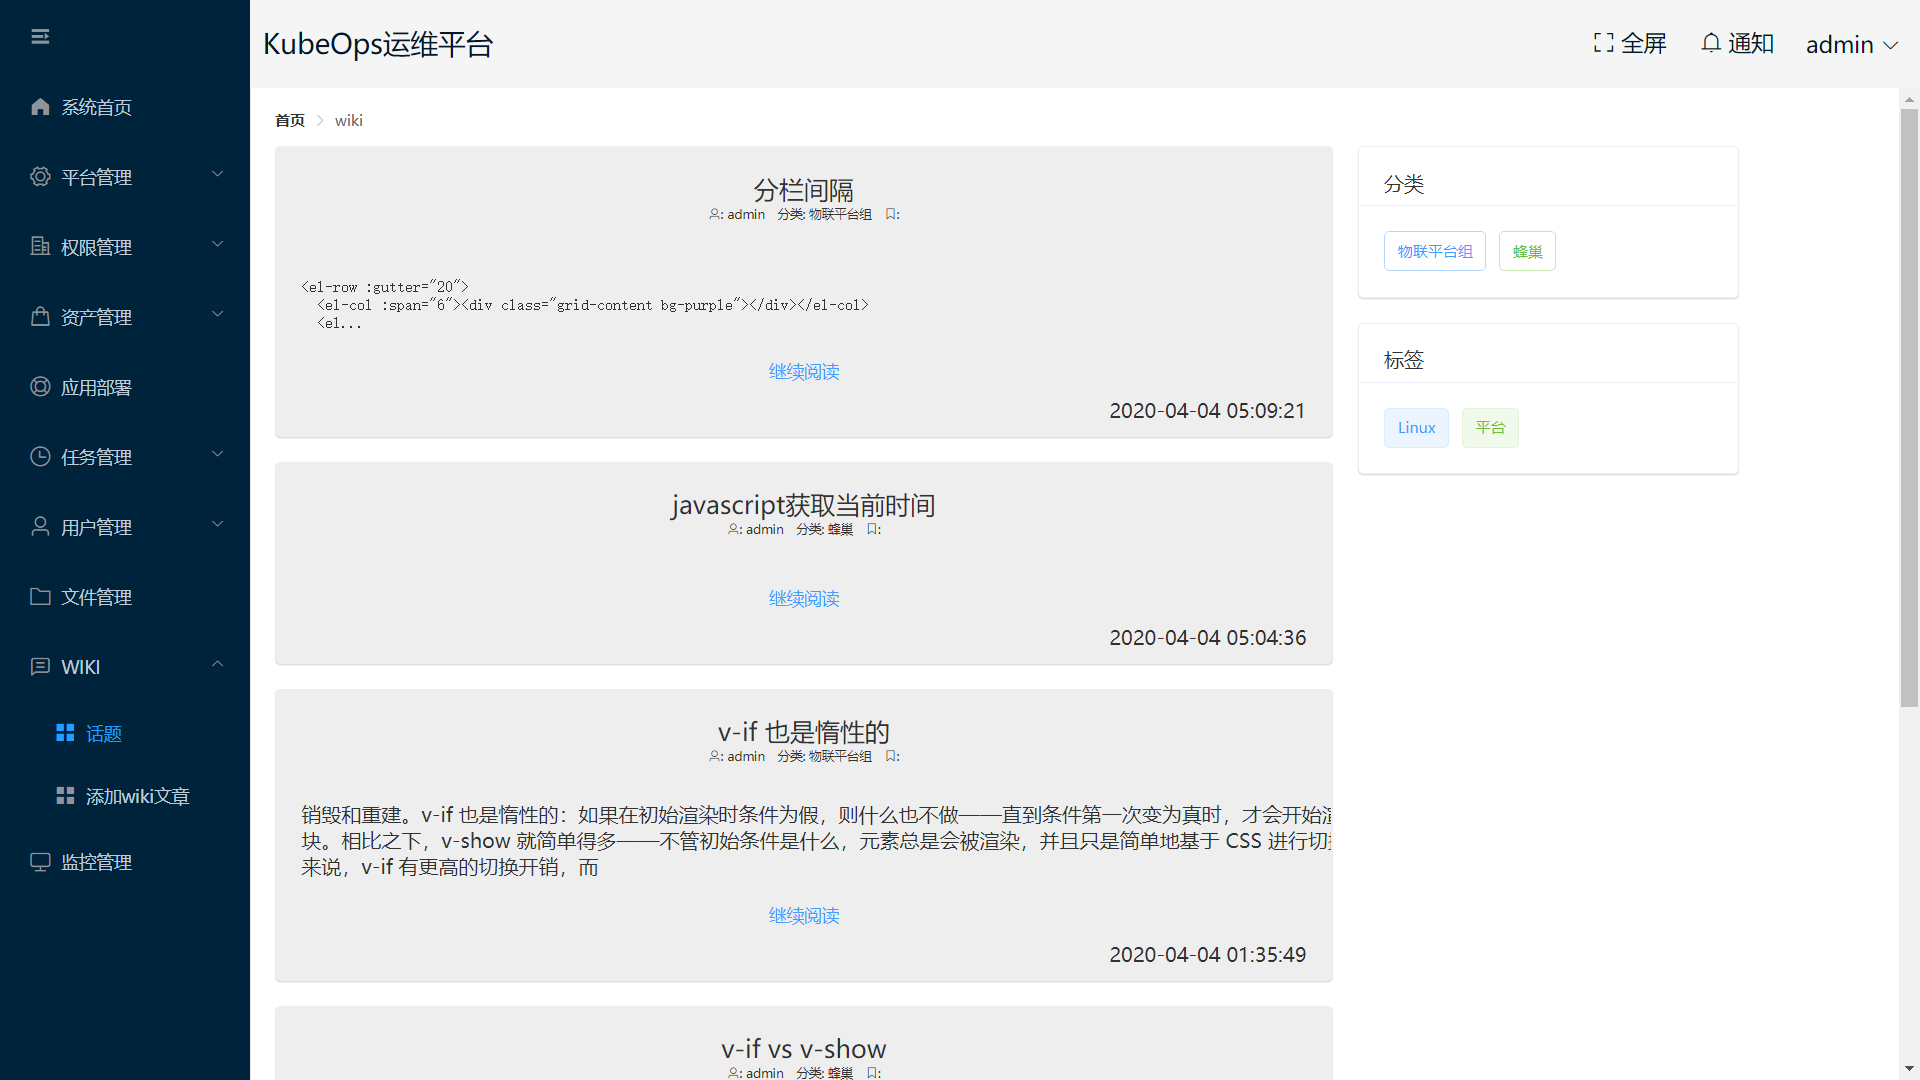 KubeOps运维平台
全屏
通知
admin
系统首页
平台管理
权限管理
资产管理
应用部署
任务管理
用户管理
文件管理
WIKI
话题
添加wiki文章
监控管理
首页
wiki
分栏间隔
: admin 分类: 物联平台组 :
<el-row :gutter="20">
<el-col :span="6"><div class="grid-content bg-purple"></div></el-col>
<el...
继续阅读
2020-04-04 05:09:21
javascript获取当前时间
: admin 分类: 蜂巢 :
继续阅读
2020-04-04 05:04:36
v-if 也是惰性的
: admin 分类: 物联平台组 :
销毁和重建。v-if 也是惰性的：如果在初始渲染时条件为假，则什么也不做——直到条件第一次变为真时，才会开始渲
块。相比之下，v-show 就简单得多——不管初始条件是什么，元素总是会被渲染，并且只是简单地基于 CSS 进行切换
来说，v-if 有更高的切换开销，而
继续阅读
2020-04-04 01:35:49
v-if vs v-show
: admin 分类: 蜂巢 :
分类
物联平台组
蜂巢
标签
Linux
平台